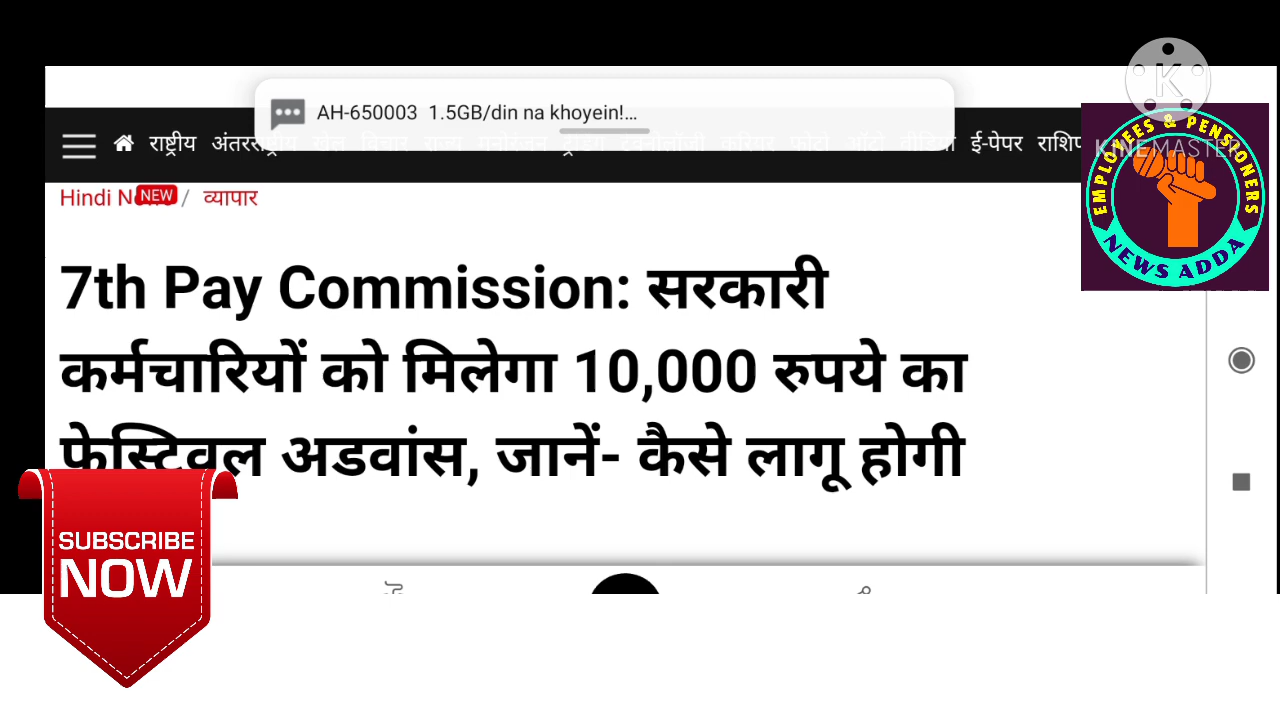 AH-650003 1.5GB/din na khoyein!...
राष्ट्रीय ई-पेपर
Hindi
NEW
/ व्यापार
7th Pay Commission: सरकारी
कर्मचारियों को मिलेगा 10,000 रुपये का
फेस्टिवल अडवांस, जानें- कैसे लागू होगी
K
KINEMASTER
EMPLOYEES & PENSIONERS
NEWS ADDA
SUBSCRIBE
NOW